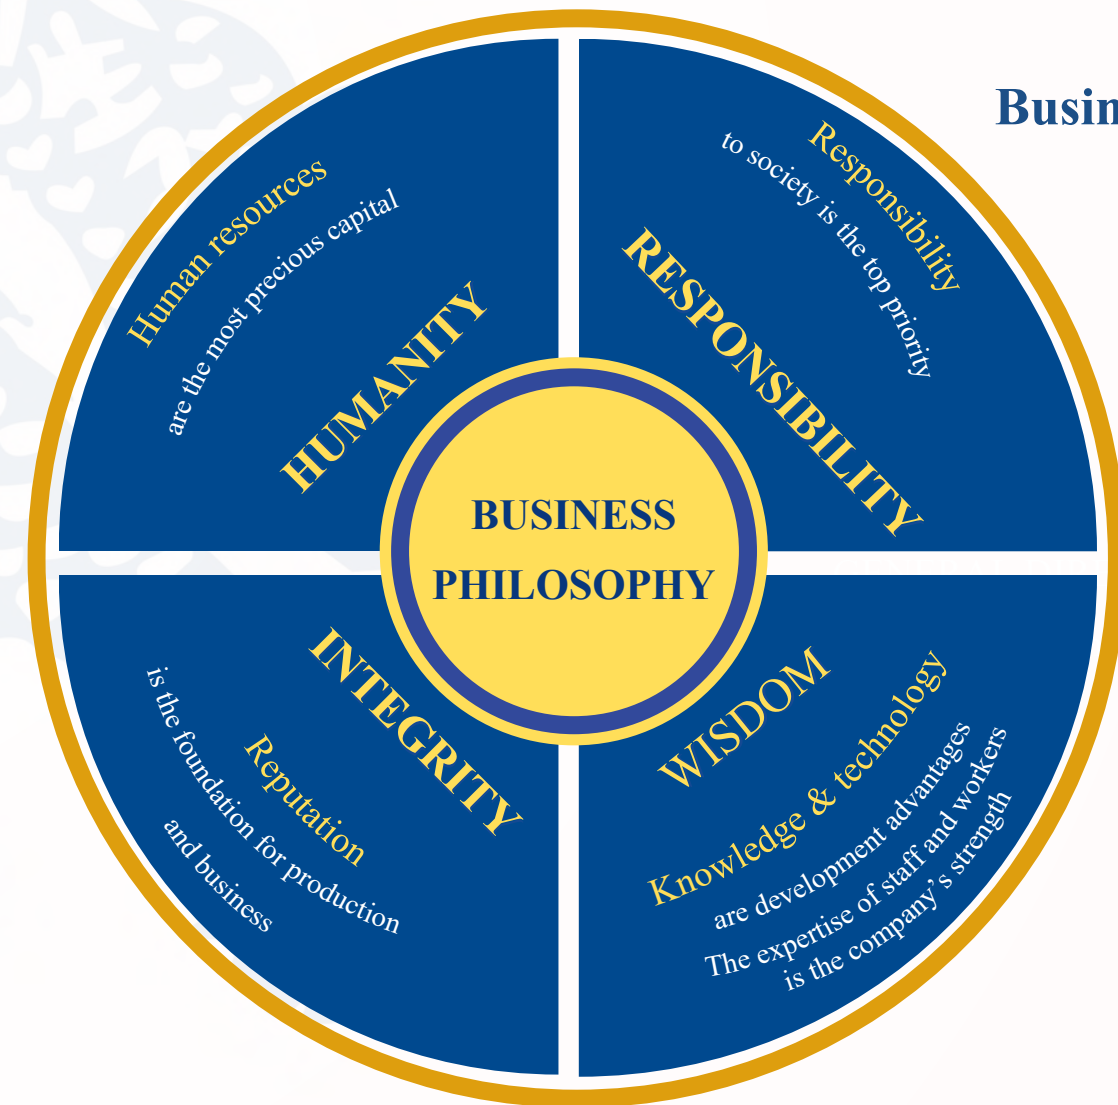 Busin
Human resources
are the most precious capital
HUMANITY
Responsibility
to society is the top priority
RESPONSIBILITY
BUSINESS
PHILOSOPHY
INTEGRITY
Reputation
is the foundation for production
and business
WISDOM
Knowledge & technology
are development advantages
The expertise of staff and workers
is the company’s strength